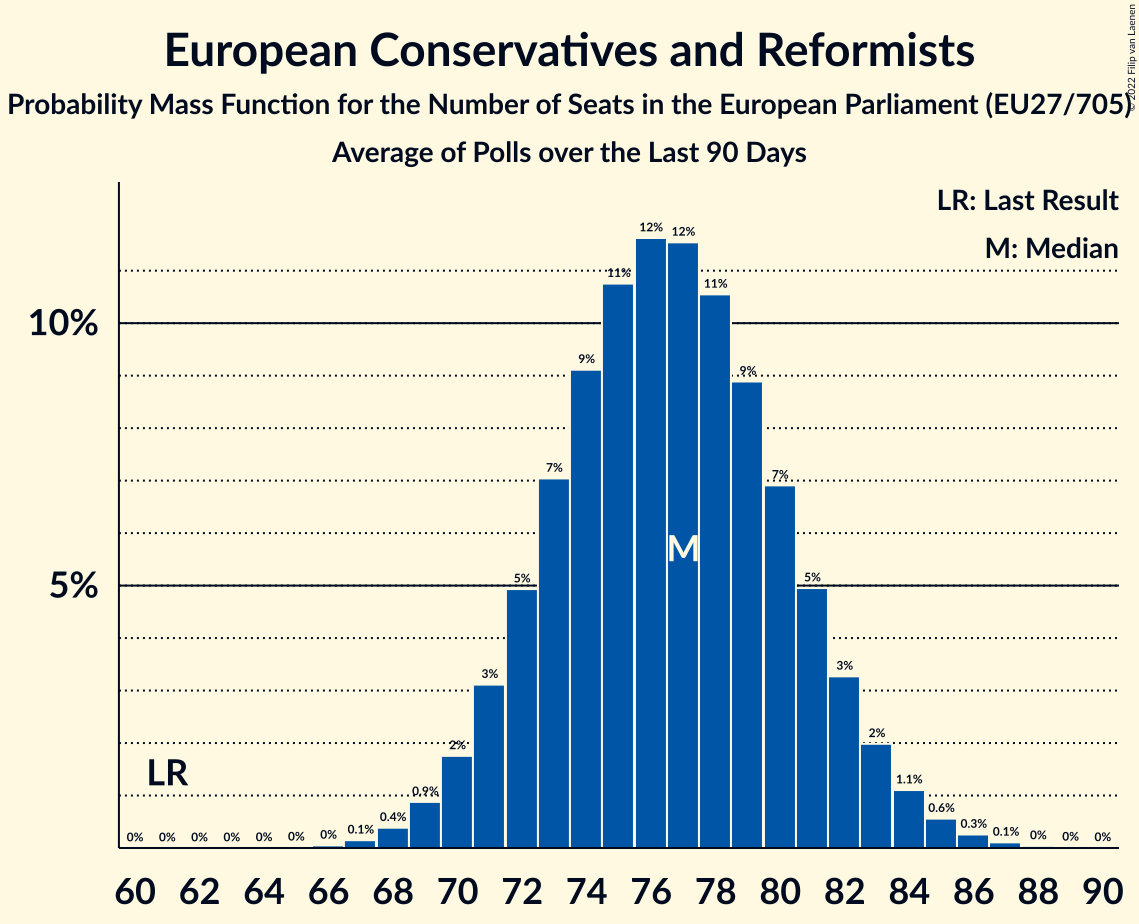 European Conservatives and Reformists
Probability Mass Function for the Number of Seats in the European Parliament (EU27/705)
Average of Polls over the Last 90 Days
© 2022 Filip van Laenen
LR: Last Result
M: Median
10%
5%
0% 0% 0% 0% 0% 0% 0% 0.1% 0.4% 0.9% 2% 3% 5% 7% 9% 11% 12% 12% 11% 9% 7% 5% 3% 2% 1.1% 0.6% 0.3% 0.1% 0% 0% 0%
M
LR
60 62 64 66 68 70 72 74 76 78 80 82 84 86 88 90